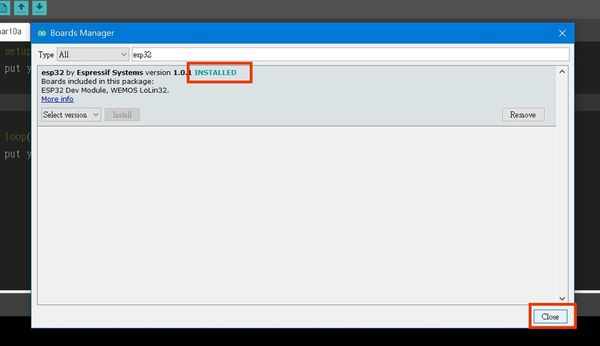 ar10a
Boards Manager
Type All esp32
setup
put y
esp32 by Espressif Systems version 1.0.1 INSTALLED
Boards included in this package:
ESP32 Dev Module, WEMOS LoLin32.
More info
Select version Install Remove
loop(
put y
Close